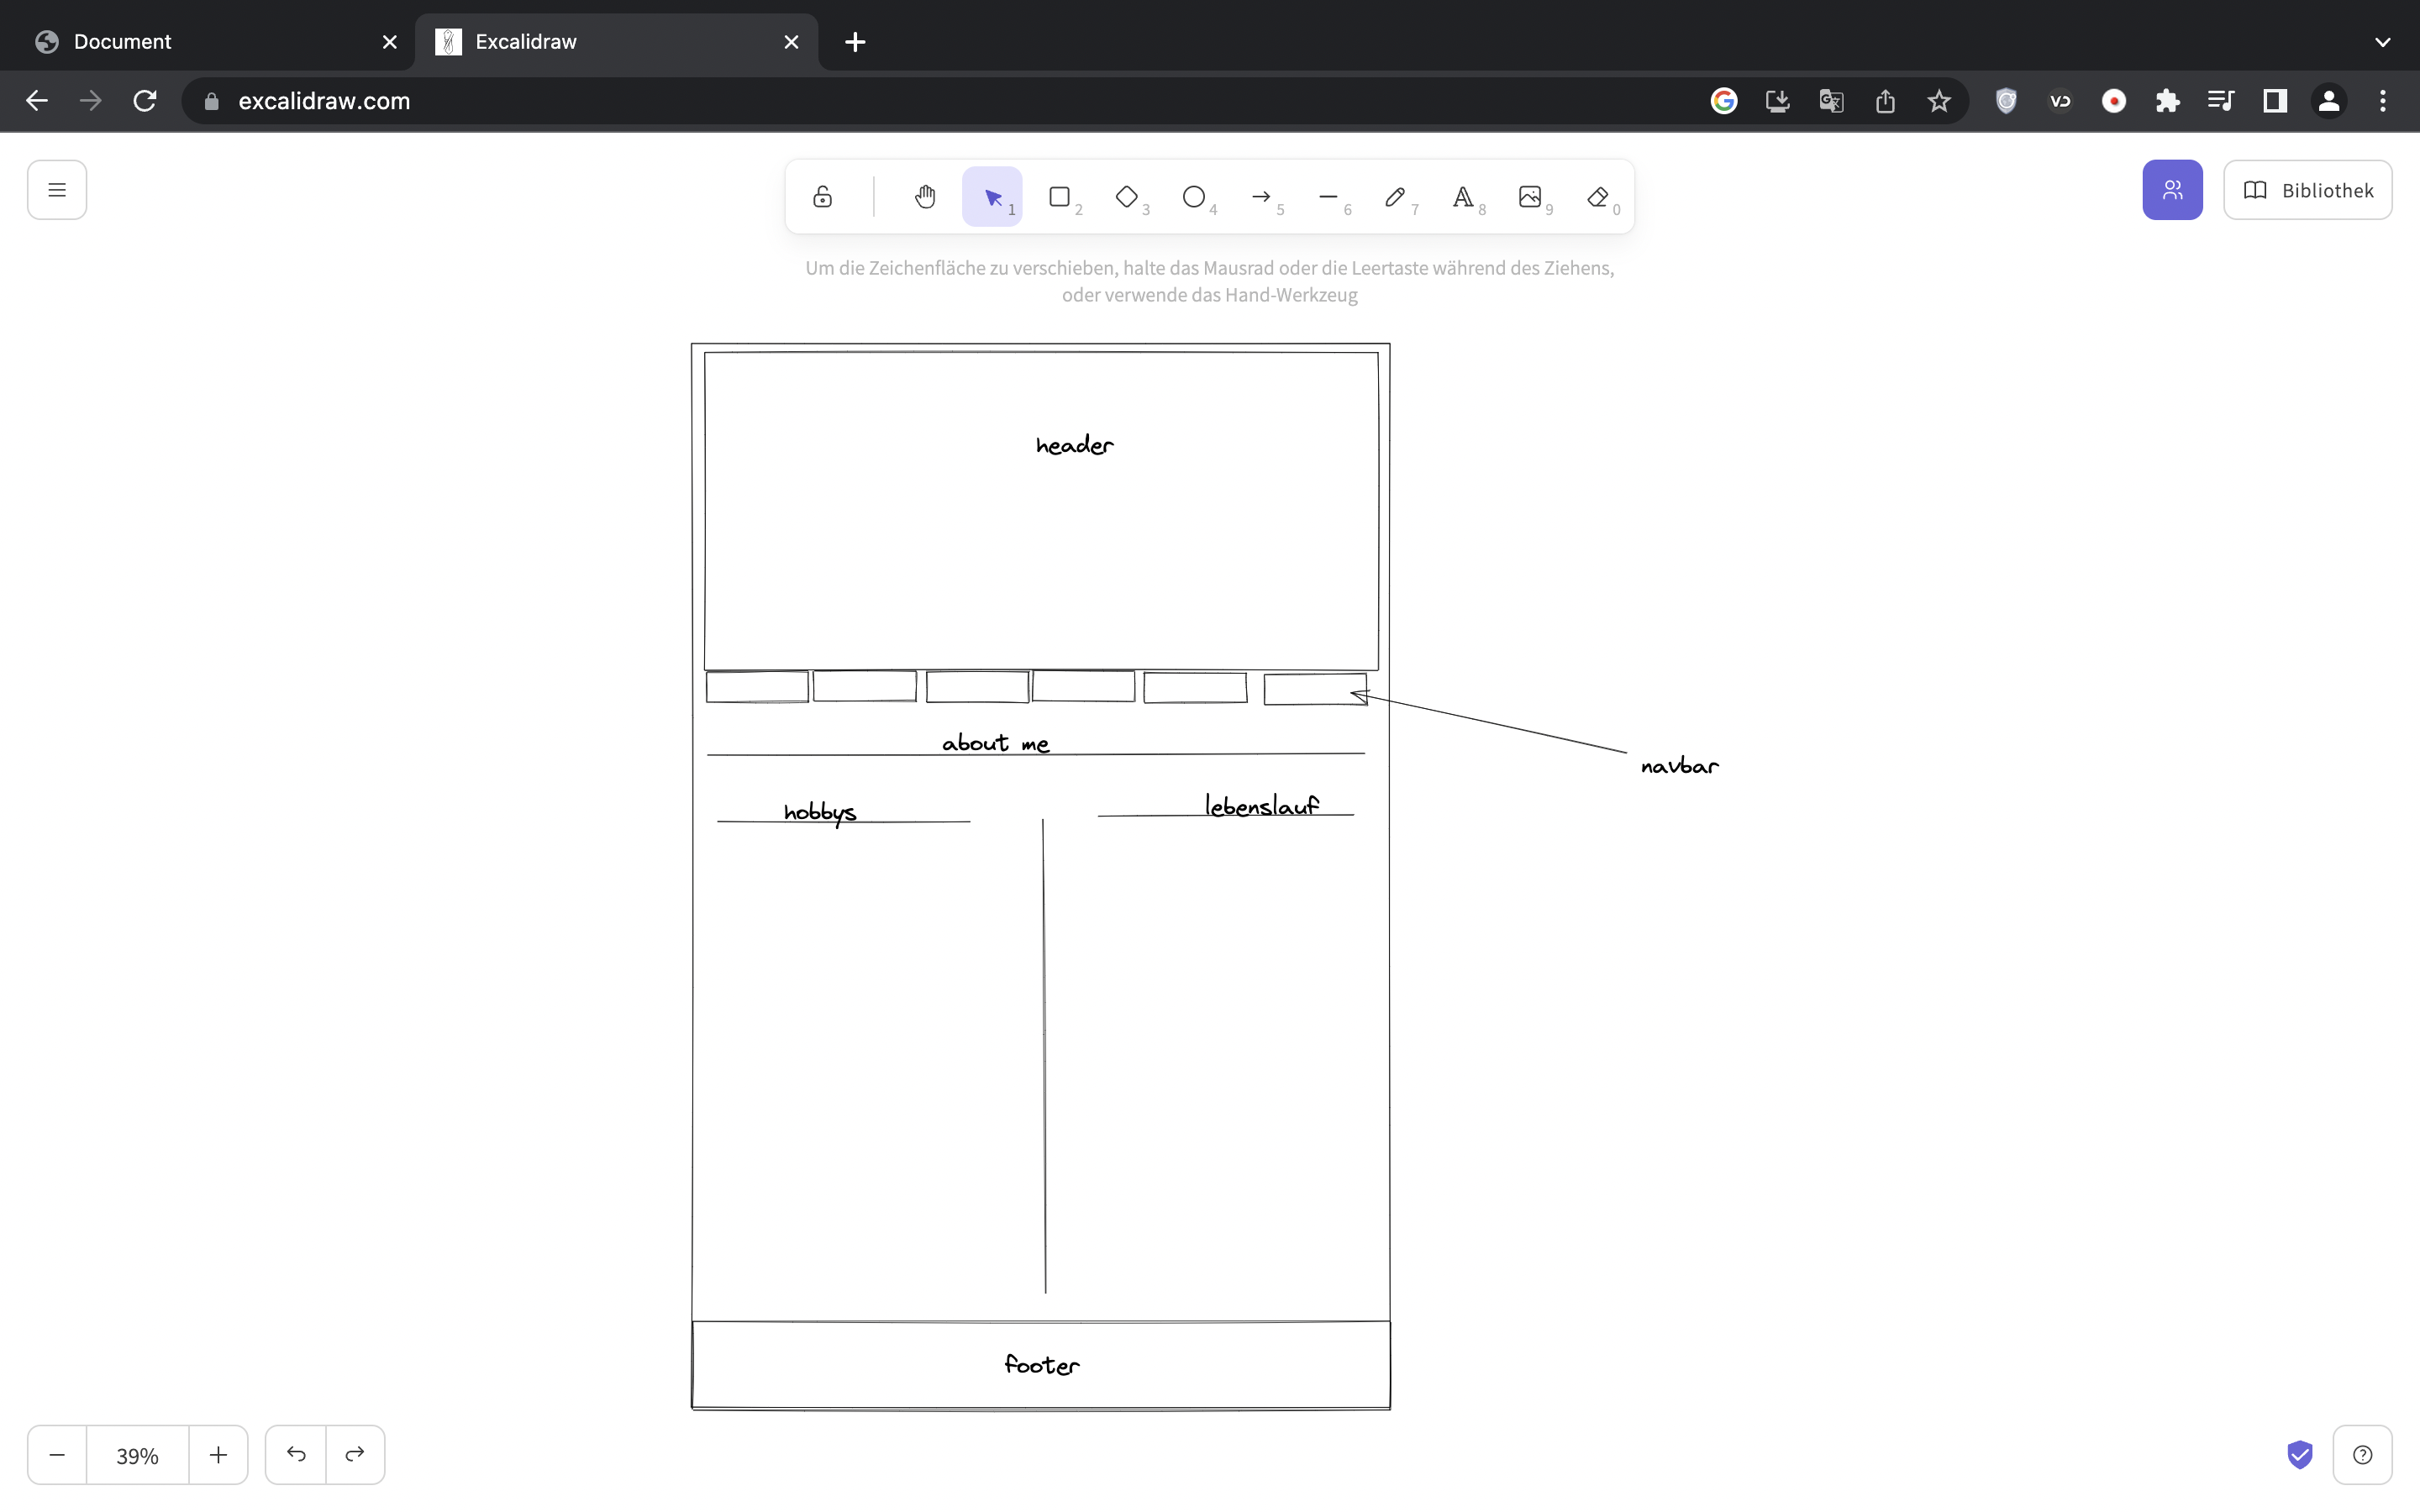 Document
Excalidraw
excalidraw.com
1 2 3 4 5 6 7 8 9 0
Bibliothek
Um die Zeichenfläche zu verschieben, halte das Mausrad oder die Leertaste während des Ziehens,
oder verwende das Hand-Werkzeug
header
about me
navbar
hobbys
lebenslauf
footer
39%